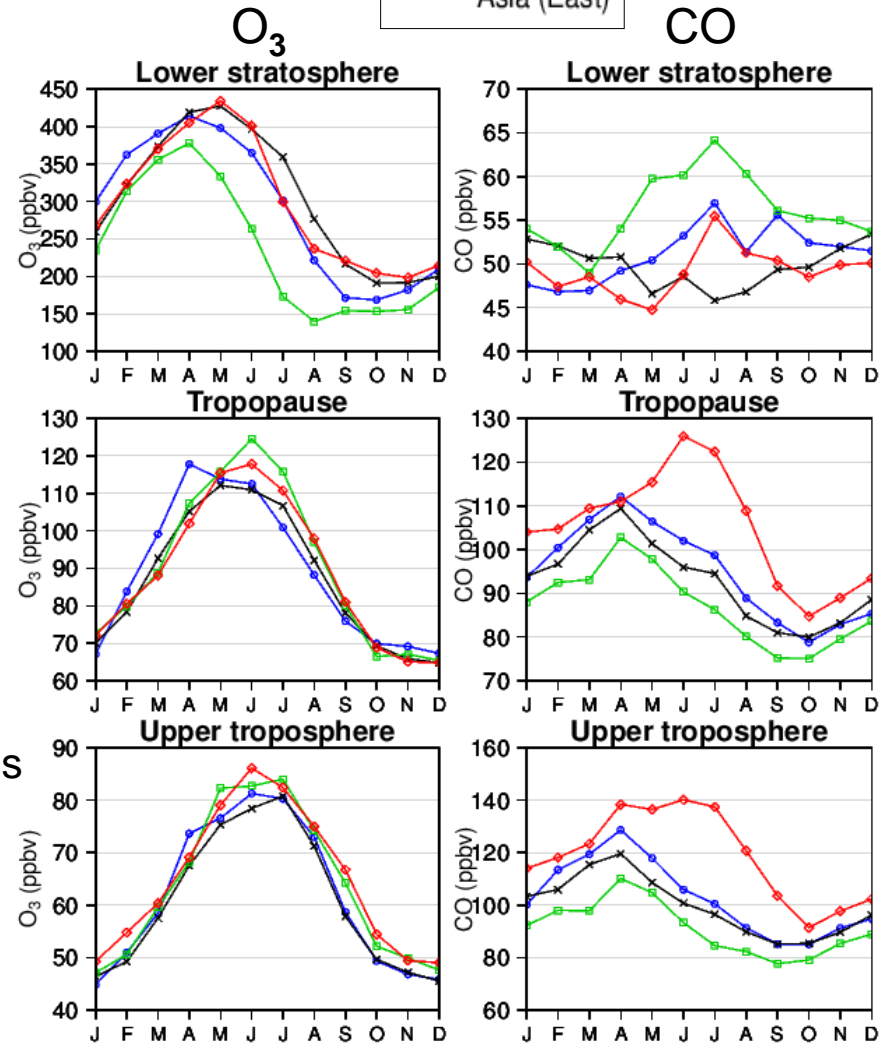 Asia (East)
O3 CO
Lower stratosphere Lower stratosphere
450 70
400 65
350 60
300 55
250 50
200 45
150 40
100
O3 (ppbv) CO (ppbv)
J F M A M J J A S O N D J F M A M J J A S O N D
Tropopause Tropopause
130 130
120 120
110 110
100 100
90 90
80 80
70 70
60
O3 (ppbv) CO (ppbv)
J F M A M J J A S O N D J F M A M J J A S O N D
Upper troposphere Upper troposphere
s
90 160
80 140
70 120
60 100
50 80
40 60
O3 (ppbv) CO (ppbv)
J F M A M J J A S O N D J F M A M J J A S O N D